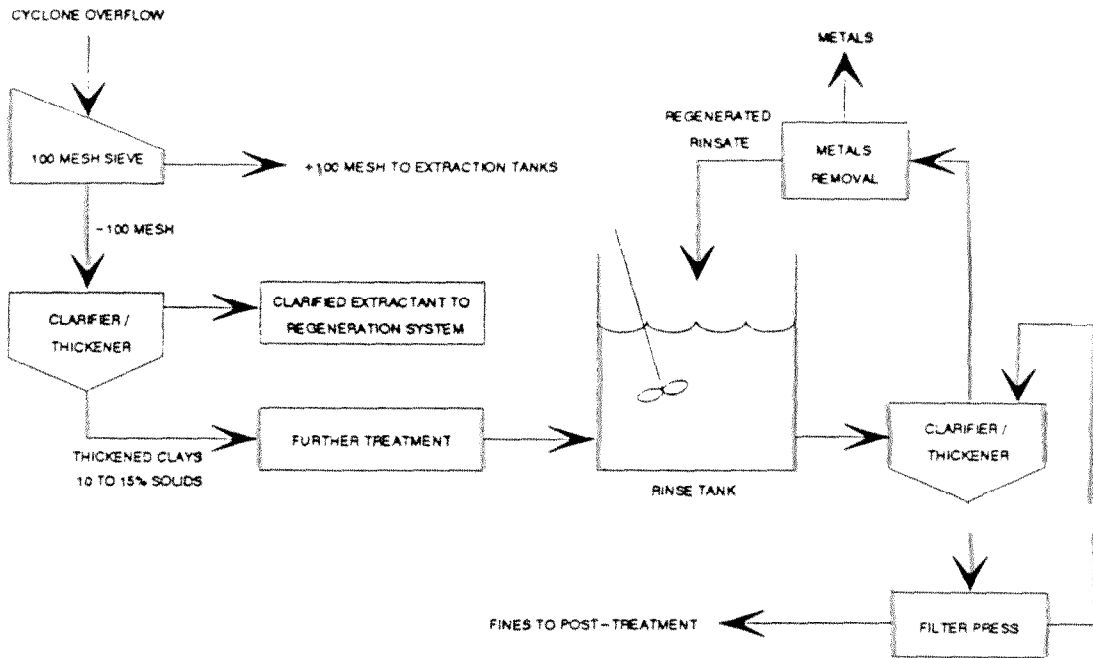 CYCLONE OVERFLOW
METALS
100 MESH SIEVE
+100 MESH TO EXTRACTION TANKS
REGENERATED
RINSATE
METALS
REMOVAL
-100 MESH
CLARIFIER /
THICKENER
CLARIFIED EXTRACTANT TO
REGENERATION SYSTEM
THICKENED CLAYS
10 TO 15% SOLIDS
FURTHER TREATMENT
RINSE TANK
CLARIFIER /
THICKENER
FINES TO POST-TREATMENT
FILTER PRESS